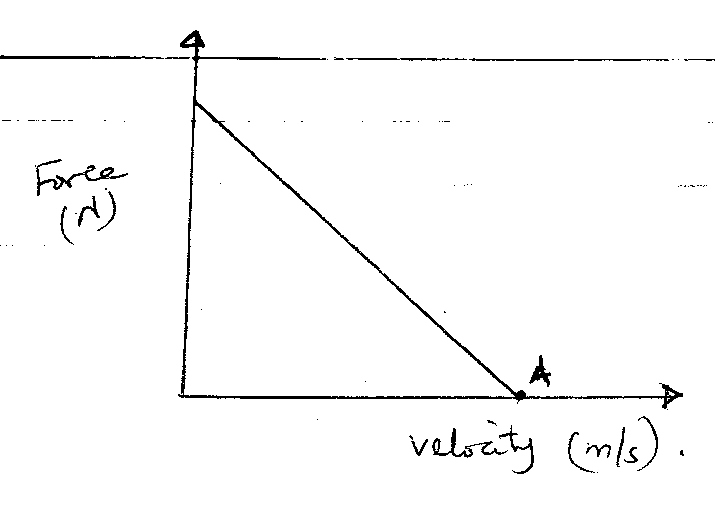 Force
(N)
A
velocity (m/s).